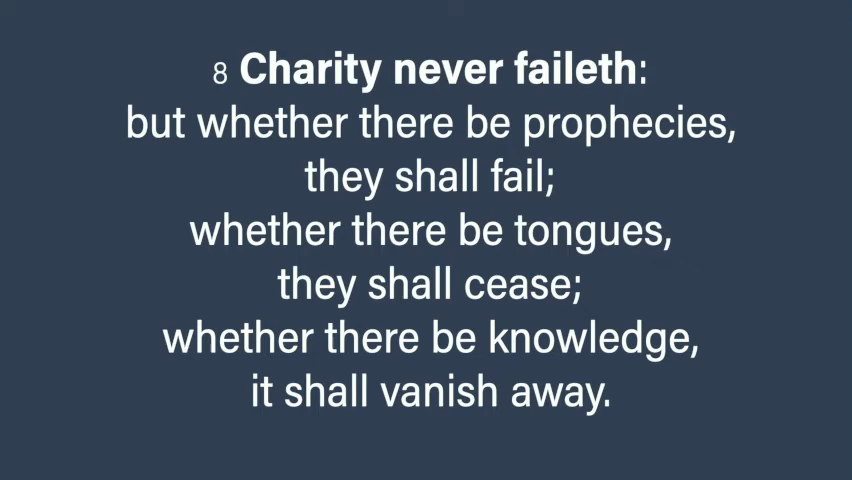 8 Charity never faileth:
but whether there be prophecies,
they shall fail;
whether there be tongues,
they shall cease;
whether there be knowledge,
it shall vanish away.